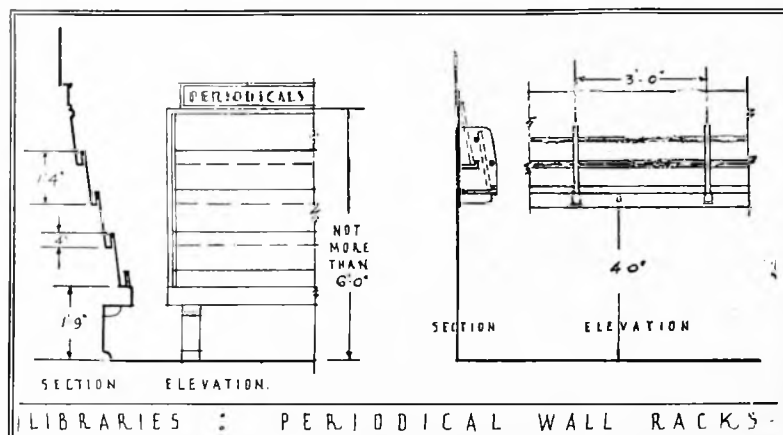 PERIODICALS
1'-4"
4"
1'-9"
NOT
MORE
THAN
6'-0"
SECTION
ELEVATION.
3'-0"
4'-0"
SECTION
ELEVATION
LIBRARIES : PERIODICAL WALL RACKS